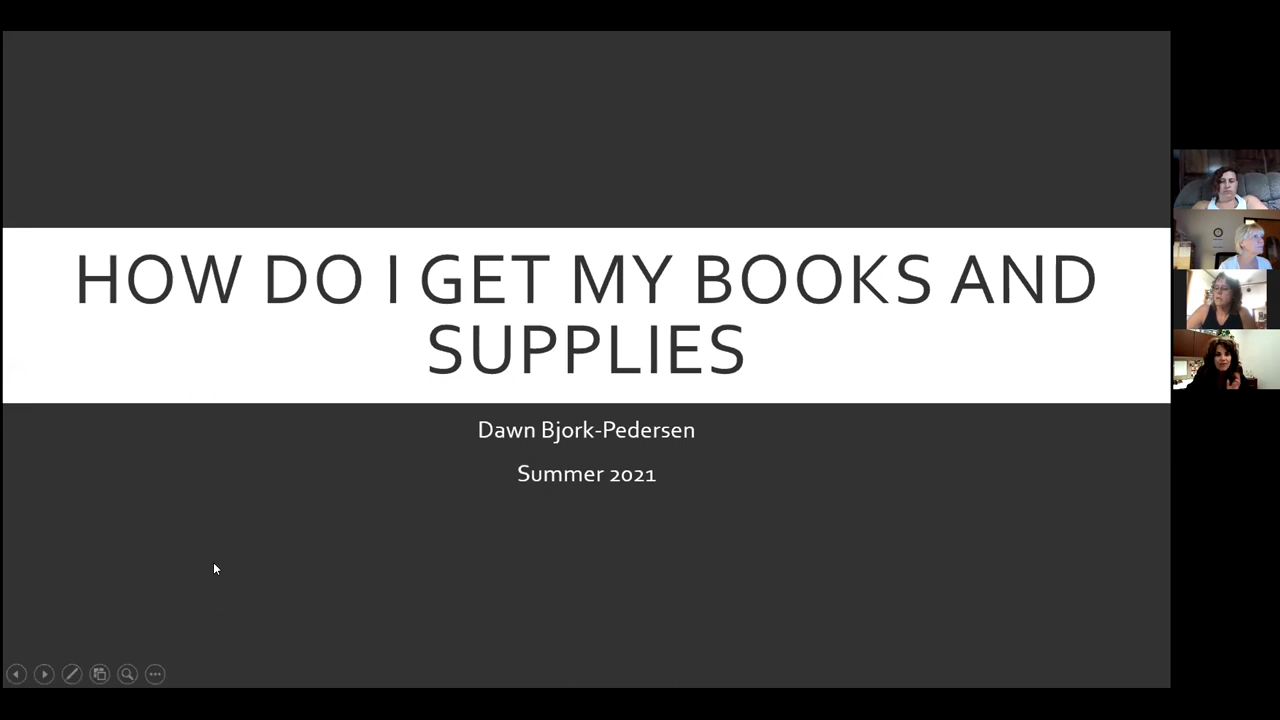 HOW DO I GET MY BOOKS AND
SUPPLIES
Dawn Bjork-Pedersen
Summer 2021